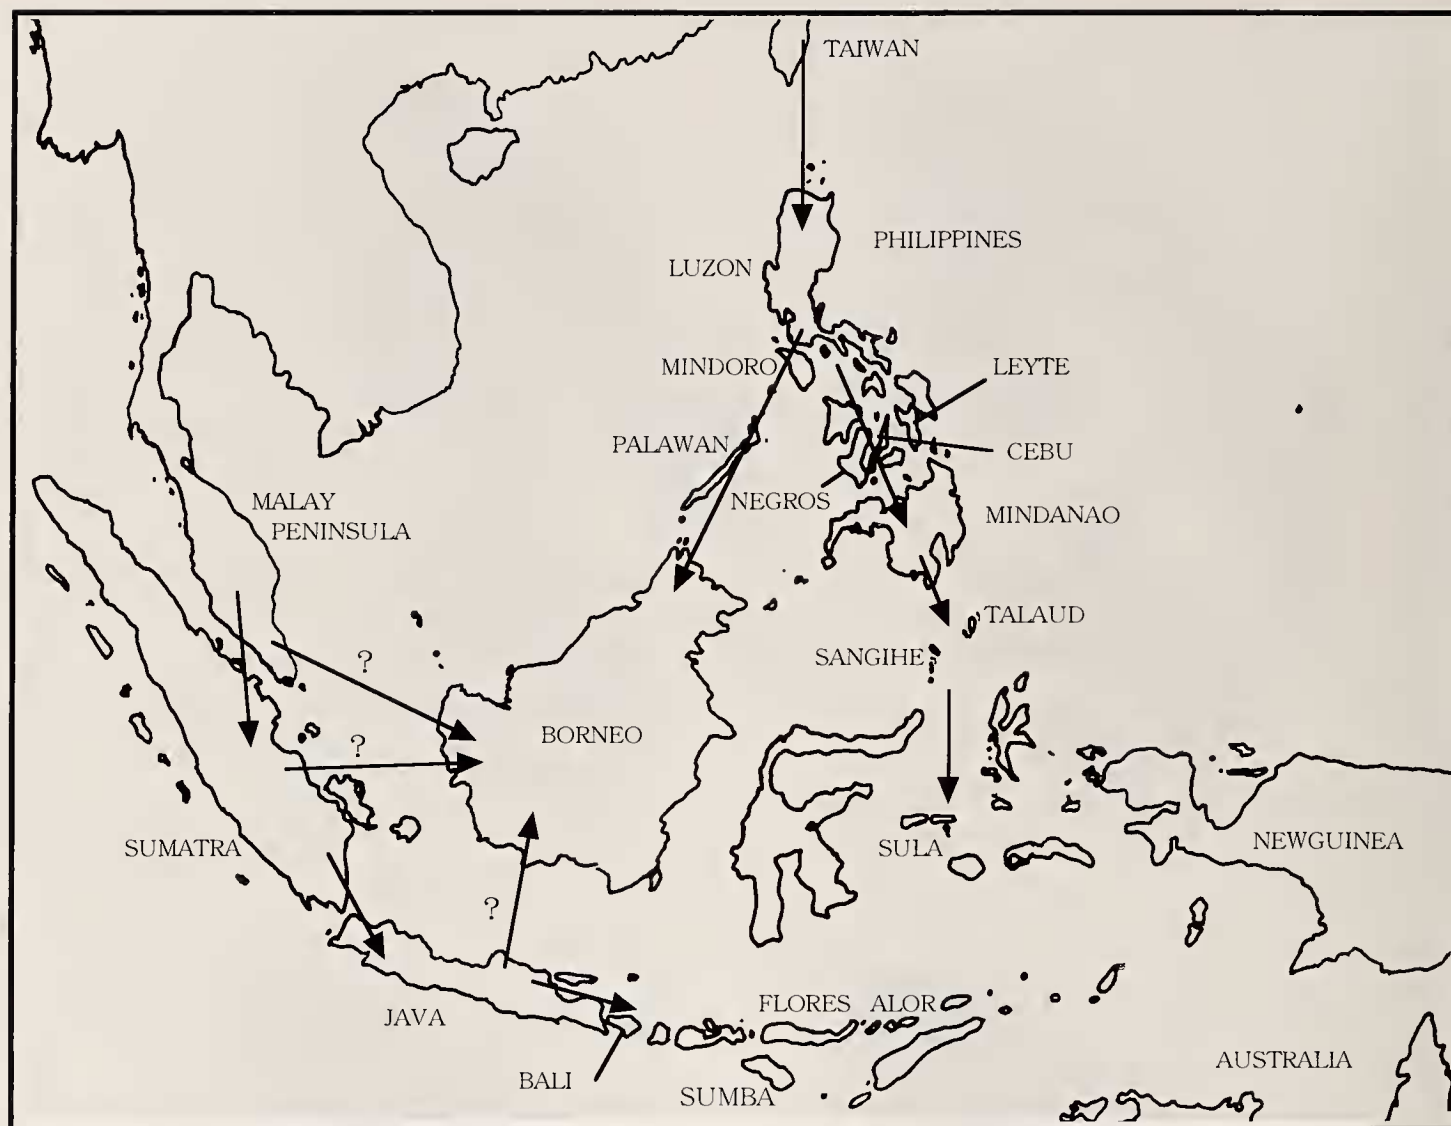 TAIWAN
PHILIPPINES
LUZON
MINDORO
LEYTE
PALAWAN
CEBU
NEGROS
MALAY
PENINSULA
MINDANAO
TALAUD
SANGIHE
?
BORNEO
?
SUMATRA
SULA
NEWGUINEA
?
FLORES
ALOR
JAVA
BALI
SUMBA
AUSTRALIA